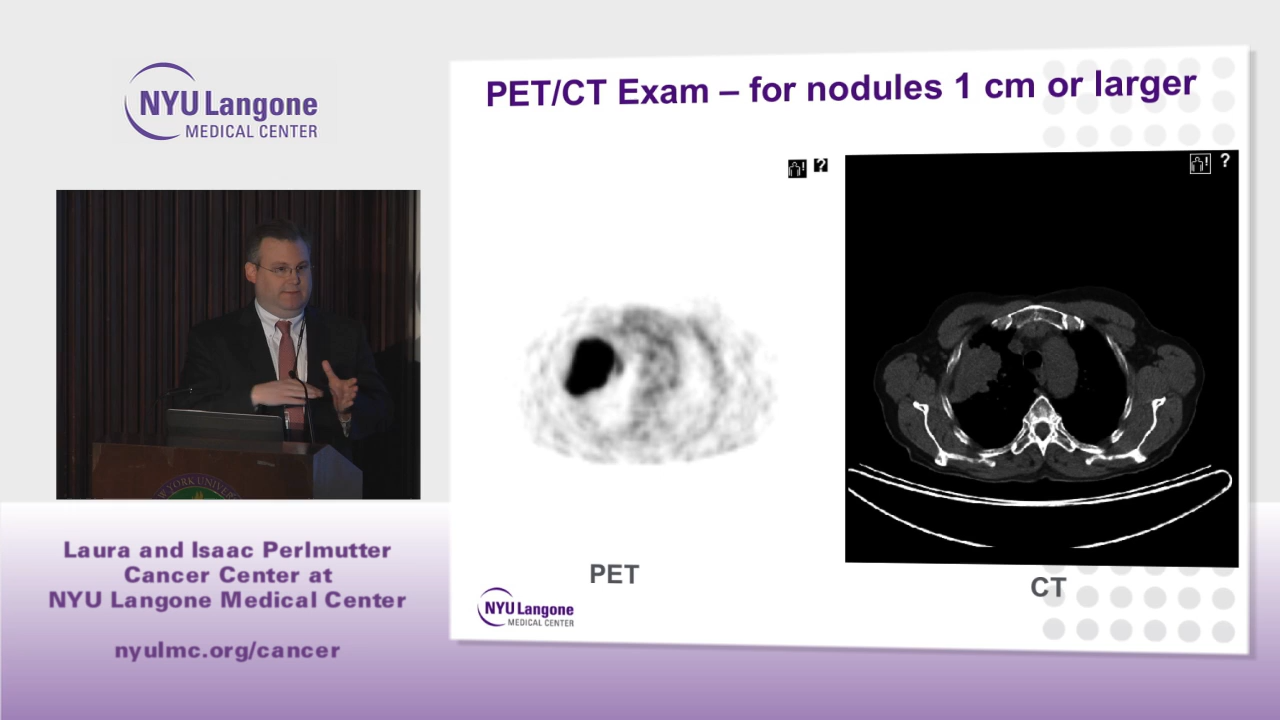 NYU Langone
MEDICAL CENTER
PET/CT Exam – for nodules 1 cm or larger
?
?
PET
CT
NYU Langone
MEDICAL CENTER
Laura and Isaac Perlmutter
Cancer Center at
NYU Langone Medical Center
nyulmc.org/cancer